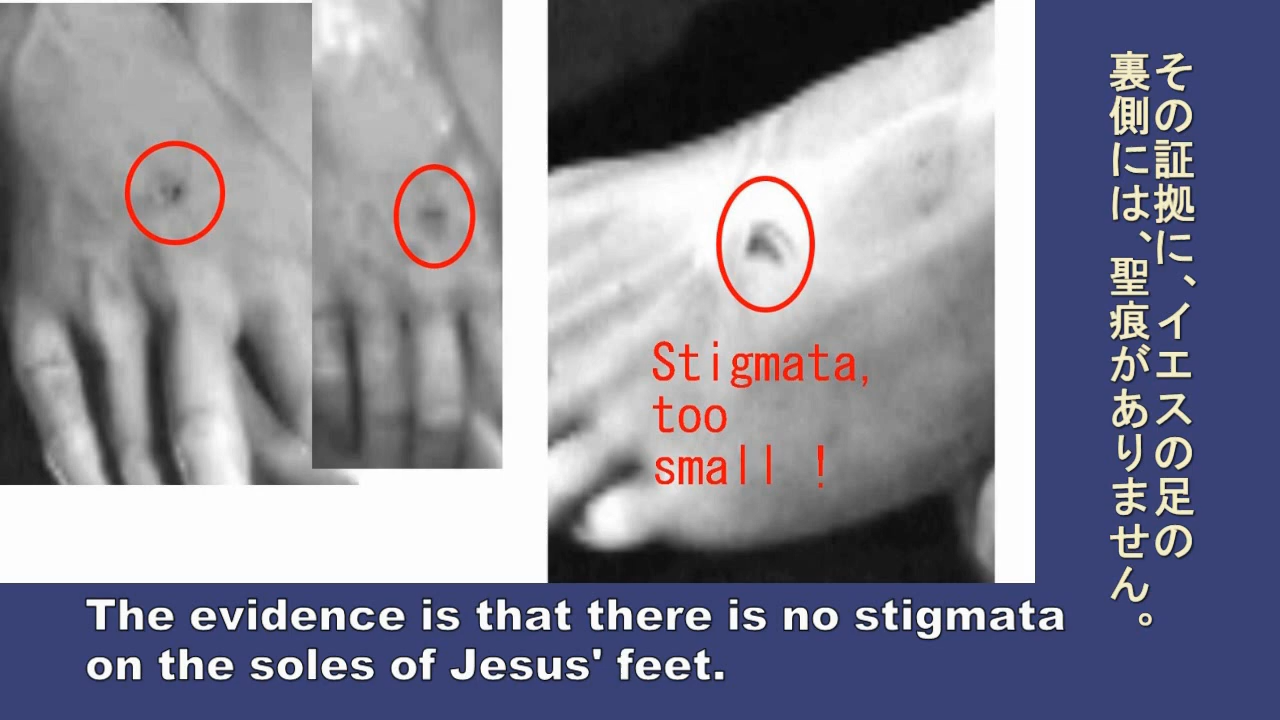 Stigmata,
too
small !
その証拠に、イエスの足の
裏側には、聖痕がありません。
The evidence is that there is no stigmata
on the soles of Jesus' feet.